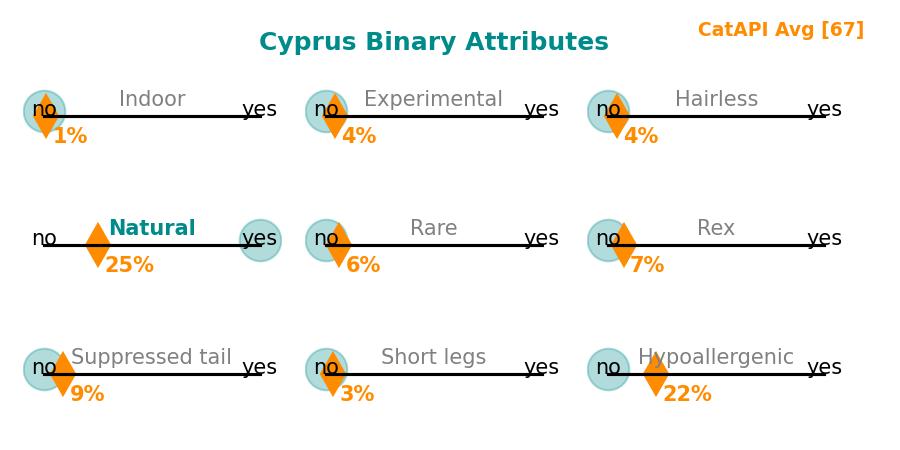 Cyprus Binary Attributes
CatAPI Avg [67]
no Indoor yes
1%
no Experimental yes
4%
no Hairless yes
4%
no Natural yes
25%
no Rare yes
6%
no Rex yes
7%
no Suppressed tail yes
9%
no Short legs yes
3%
no Hypoallergenic yes
22%